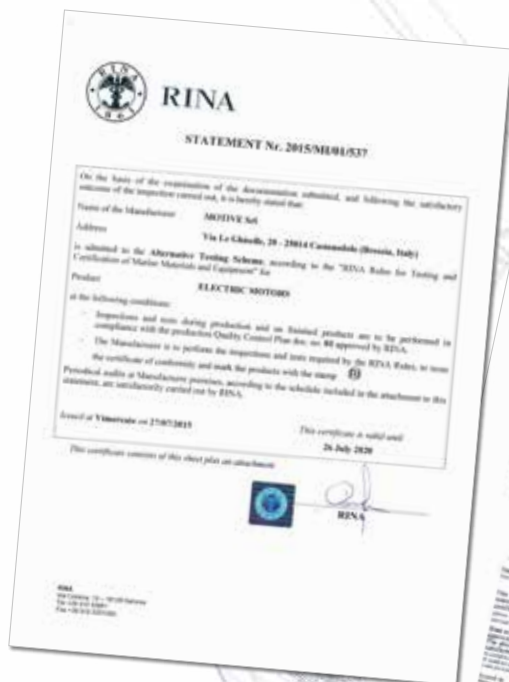 RINA
1861
RINA
STATEMENT Nr. 2015/MI/01/537
On the basis of the examination of the documentation submitted, and following the satisfactory
outcome of the inspection carried out, it is hereby stated that:
Name of the Manufacturer MOTIVE Srl
Address Via Le Ghiselle, 20 - 25014 Castenedolo (Brescia, Italy)
is admitted to the Alternative Testing Scheme, according to the "RINA Rules for Testing and
Certification of Marine Materials and Equipment" for
Product ELECTRIC MOTORS
at the following conditions:
- Inspections and tests during production and on finished products are to be performed in
compliance with the production Quality Control Plan doc. no. 01 approved by RINA.
- The Manufacturer is to perform the inspections and tests required by the RINA Rules, to issue
the certificate of conformity and mark the products with the stamp
Periodical audits at Manufacturer premises, according to the schedule included in the attachment to this
statement, are satisfactorily carried out by RINA.
Issued at Vimercate on 27/07/2015
This certificate is valid until
26 July 2020
This certificate consists of this sheet plus an attachment
RINA
RINA